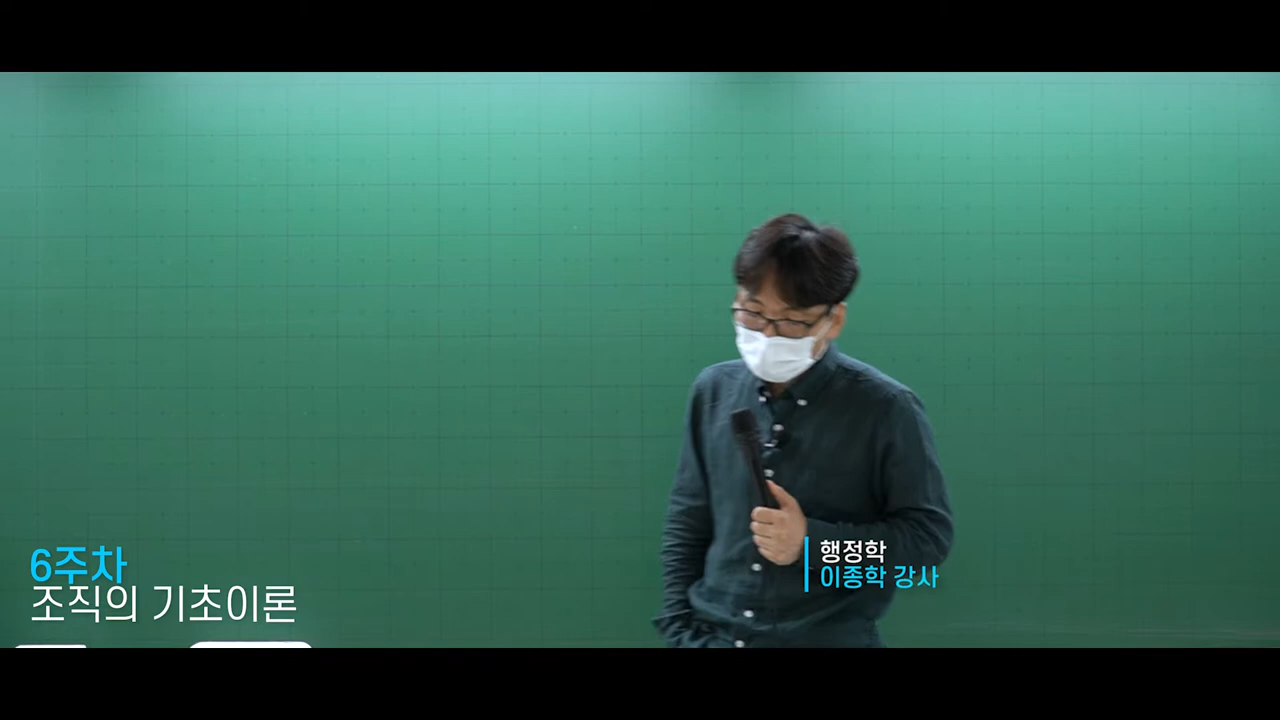 6주차
조직의 기초이론
행정학
이종학 강사